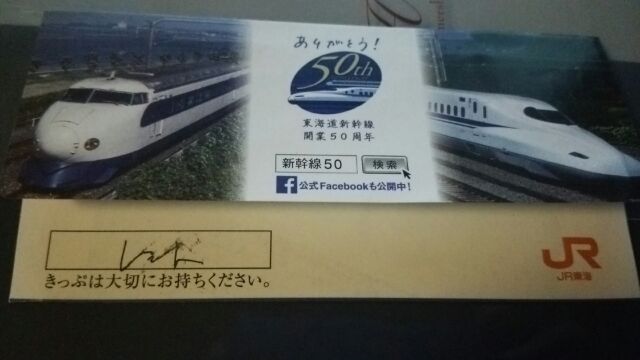 ありがとう!
50th
東海道新幹線
開業50周年
新幹線50 検索
f 公式Facebookも公開中!
きっぷは大切にお持ちください。
JR
JR東海